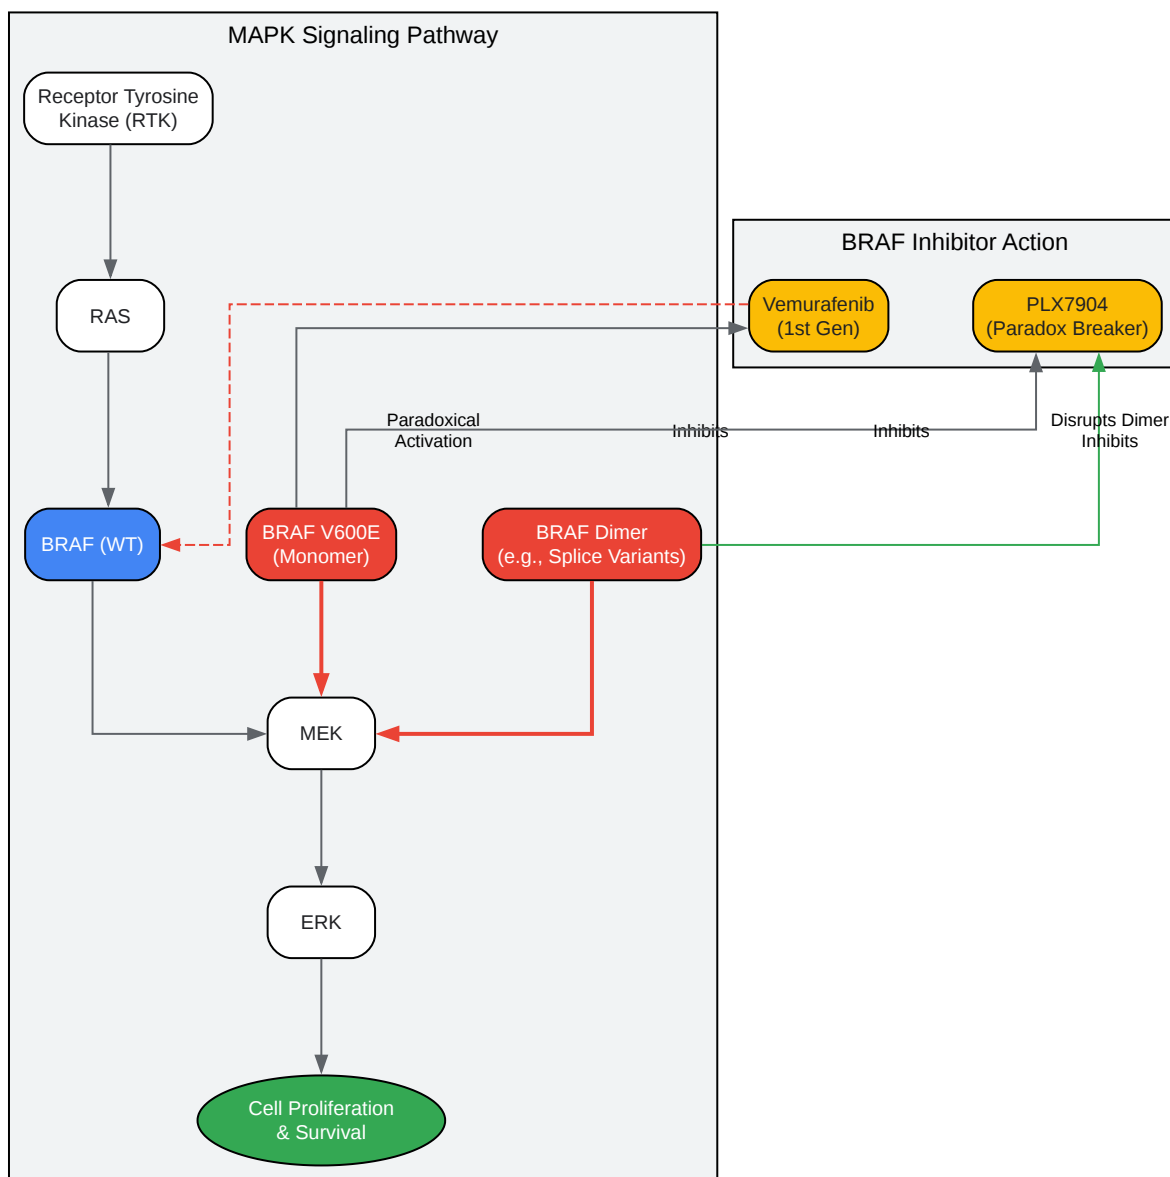 MAPK Signaling Pathway
Receptor Tyrosine
Kinase (RTK)
BRAF Inhibitor Action
RAS
Vemurafenib
(1st Gen)
PLX7904
(Paradox Breaker)
Paradoxical
Activation
Inhibits
Inhibits
Disrupts Dimer
Inhibits
BRAF (WT)
BRAF V600E
(Monomer)
BRAF Dimer
(e.g., Splice Variants)
MEK
ERK
Cell Proliferation
& Survival